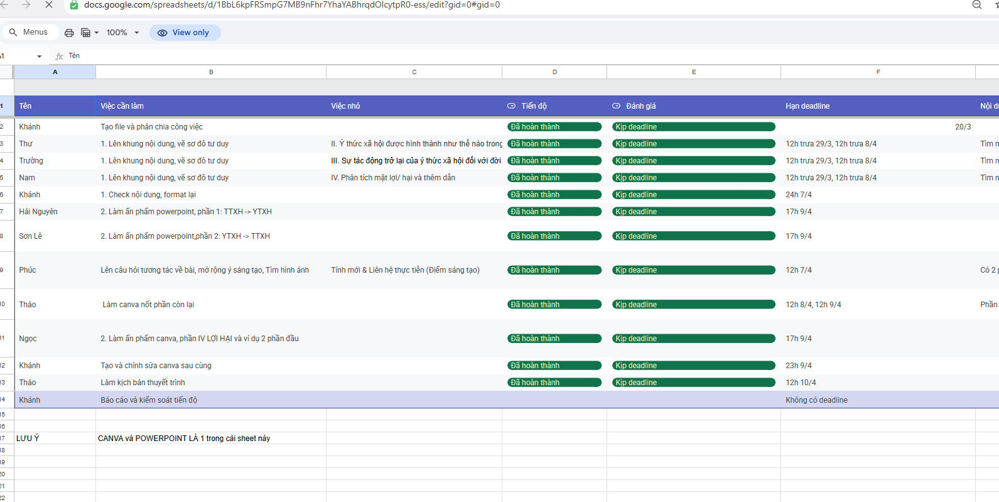 docs.google.com/spreadsheets/d/1BbL6kpFRSmpG7MB9nFhr7YhaYABhrqdOlcytpR0-ess/edit?gid=0#gid=0
Menus 100% View only
A1 fx Tên
A B C D E F
1 Tên Việc cần làm Việc nhỏ Tiến độ Đánh giá Hạn deadline Nội d
2 Khánh Tạo file và phân chia công việc Đã hoàn thành Kịp deadline 20/3
3 Thư 1. Lên khung nội dung, vẽ sơ đồ tư duy II. Ý thức xã hội được hình thành như thế nào trong Đã hoàn thành Kịp deadline 12h trưa 29/3, 12h trưa 8/4 Tìm n
4 Trường 1. Lên khung nội dung, vẽ sơ đồ tư duy III. Sự tác động trở lại của ý thức xã hội đối với đời Đã hoàn thành Kịp deadline 12h trưa 29/3, 12h trưa 8/4 Tìm n
5 Nam 1. Lên khung nội dung, vẽ sơ đồ tư duy IV. Phân tích mặt lợi/ hại và thêm dẫn Đã hoàn thành Kịp deadline 12h trưa 29/3, 12h trưa 8/4 Tìm n
6 Khánh 1. Check nội dung, format lại Đã hoàn thành Kịp deadline 24h 7/4
7 Hải Nguyên 2. Làm ấn phẩm powerpoint, phần 1: TTXH -> YTXH Đã hoàn thành Kịp deadline 17h 9/4
8 Sơn Lê 2. Làm ấn phẩm powerpoint,phần 2: YTXH -> TTXH Đã hoàn thành Kịp deadline 17h 9/4
9 Phúc Lên câu hỏi tương tác về bài, mở rộng ý sáng tạo, Tìm hình ảnh Tính mới & Liên hệ thực tiễn (Điểm sáng tạo) Đã hoàn thành Kịp deadline 12h 7/4 Có 2 p
10 Thảo Làm canva nốt phần còn lại Đã hoàn thành Kịp deadline 12h 8/4, 12h 9/4 Phần
11 Ngọc 2. Làm ấn phẩm canva, phần IV LỢI HẠI và ví dụ 2 phần đầu Đã hoàn thành Kịp deadline 17h 9/4
12 Khánh Tạo và chỉnh sửa canva sau cùng Đã hoàn thành Kịp deadline 23h 9/4
13 Thảo Làm kịch bản thuyết trình Đã hoàn thành Kịp deadline 12h 10/4
14 Khánh Báo cáo và kiểm soát tiến độ Không có deadline
15
16
17 LƯU Ý CANVA và POWERPOINT LÀ 1 trong cái sheet này
18
19
20
21
22